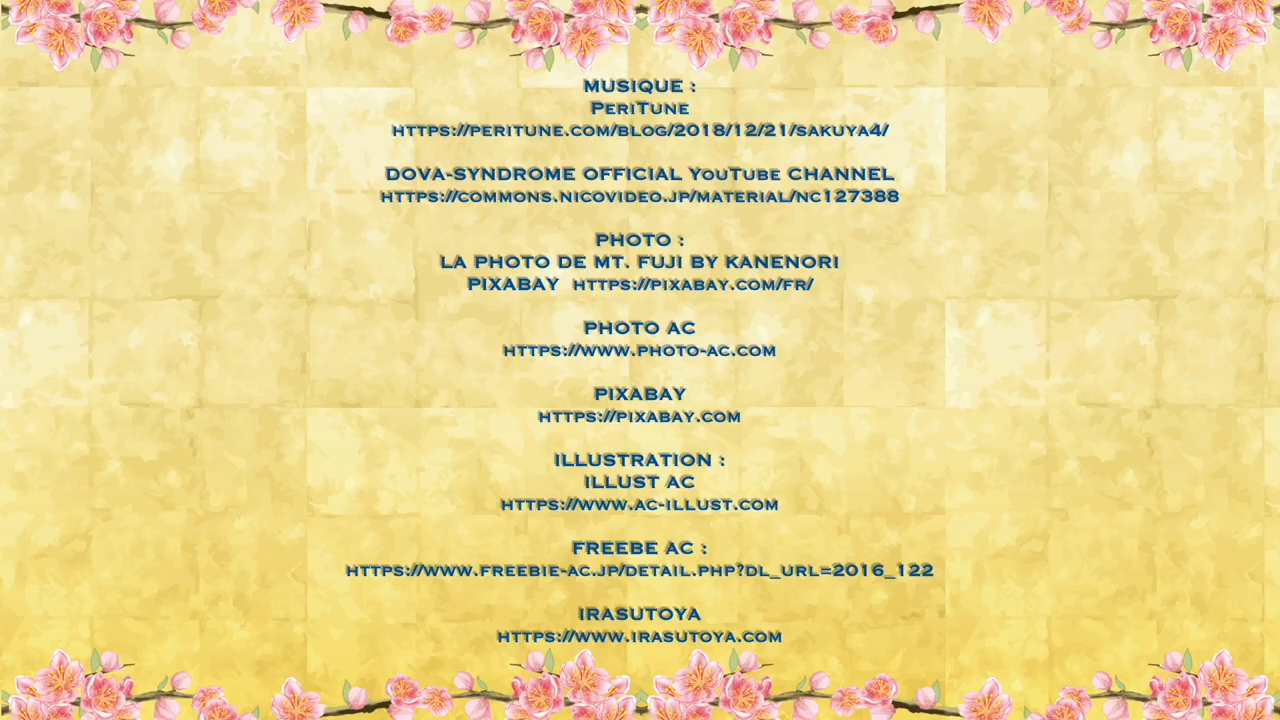 MUSIQUE :
PERITUNE
HTTPS://PERITUNE.COM/BLOG/2018/12/21/SAKUYA4/
DOVA-SYNDROME OFFICIAL YOUTUBE CHANNEL
HTTPS://COMMONS.NICOVIDEO.JP/MATERIAL/NC127388
PHOTO :
LA PHOTO DE MT. FUJI BY KANENORI
PIXABAY HTTPS://PIXABAY.COM/FR/
PHOTO AC
HTTPS://WWW.PHOTO-AC.COM
PIXABAY
HTTPS://PIXABAY.COM
ILLUSTRATION :
ILLUST AC
HTTPS://WWW.AC-ILLUST.COM
FREEBE AC :
HTTPS://WWW.FREEBIE-AC.JP/DETAIL.PHP?DL_URL=2016_122
IRASUTOYA
HTTPS://WWW.IRASUTOYA.COM